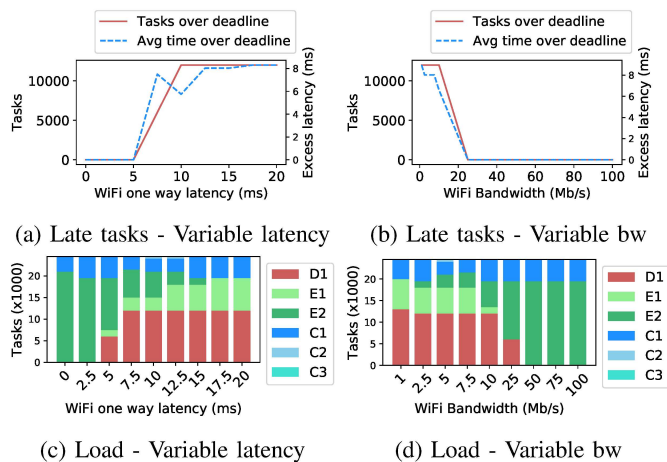 Tasks over deadline
Avg time over deadline
Tasks
10000
5000
0
8
6
4
2
0
Excess latency (ms)
0 5 10 15 20
WiFi one way latency (ms)
(a) Late tasks - Variable latency
Tasks over deadline
Avg time over deadline
Tasks
10000
5000
0
8
6
4
2
0
Excess latency (ms)
0 20 40 60 80 100
WiFi Bandwidth (Mb/s)
(b) Late tasks - Variable bw
Tasks (x1000)
20
15
10
5
0
0 2.5 5 7.5 10 12.5 15 17.5 20
WiFi one way latency (ms)
D1
E1
E2
C1
C2
C3
(c) Load - Variable latency
Tasks (x1000)
20
15
10
5
0
1 2.5 5 7.5 10 25 50 75 100
WiFi Bandwidth (Mb/s)
D1
E1
E2
C1
C2
C3
(d) Load - Variable bw